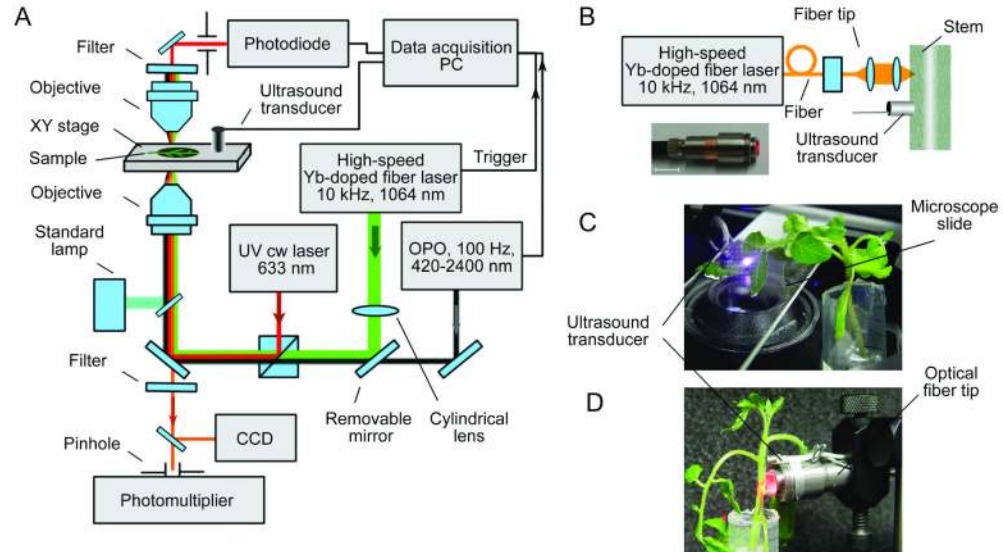 A
Filter
Photodiode
Data acquisition
PC
Objective
Ultrasound
transducer
XY stage
Sample
High-speed
Yb-doped fiber laser
10 kHz, 1064 nm
Trigger
Objective
Standard
lamp
UV cw laser
633 nm
OPO, 100 Hz,
420-2400 nm
Filter
Removable
mirror
Cylindrical
lens
CCD
Pinhole
Photomultiplier
B
Fiber tip
Stem
High-speed
Yb-doped fiber laser
10 kHz, 1064 nm
Fiber
Ultrasound
transducer
C
Microscope
slide
Ultrasound
transducer
D
Optical
fiber tip